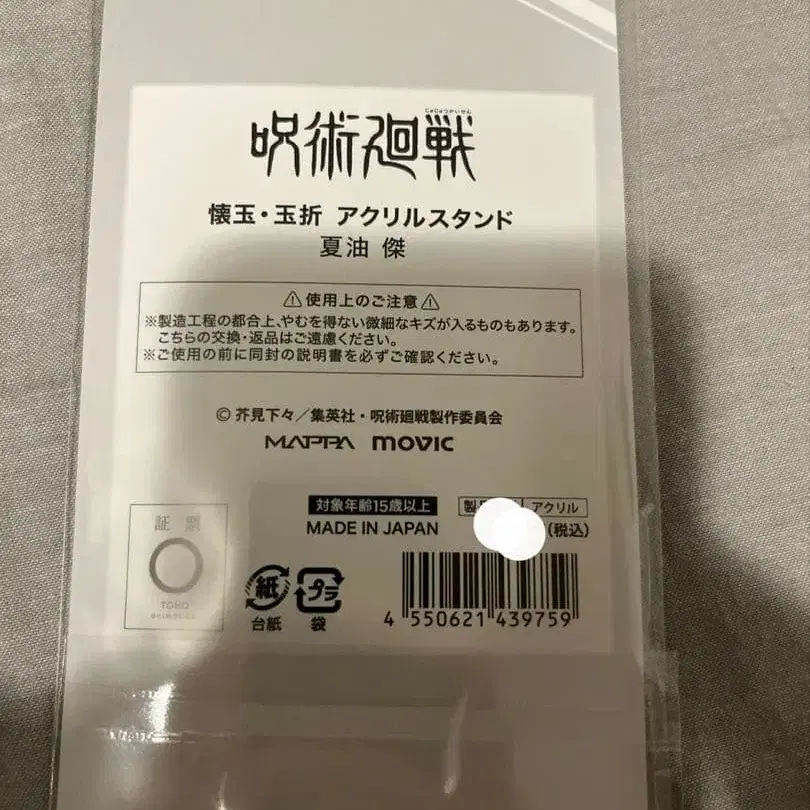 じゅじゅつかいせん
呪術廻戦
懐玉・玉折 アクリルスタンド
夏油 傑
⚠使用上のご注意⚠
※製造工程の都合上、やむを得ない微細なキズが入るものもあります。
こちらの交換・返品はご遠慮ください。
※ご使用の前に同封の説明書を必ずご確認ください。
© 芥見下々／集英社・呪術廻戦製作委員会
MAPPA movic
対象年齢15歳以上 製 アクリル
MADE IN JAPAN (税込)
証 票
TOHO
animation
紙 プラ
台紙 袋
4 550621 439759